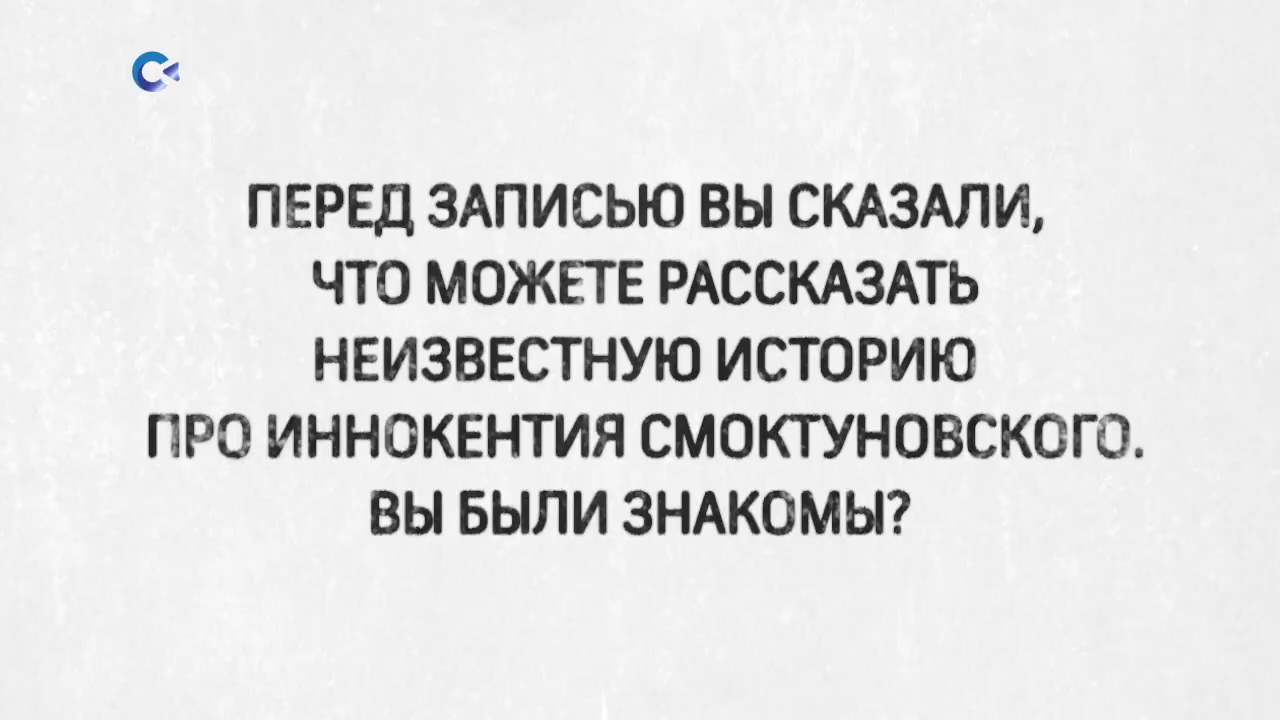 ПЕРЕД ЗАПИСЬЮ ВЫ СКАЗАЛИ,
ЧТО МОЖЕТЕ РАССКАЗАТЬ
НЕИЗВЕСТНУЮ ИСТОРИЮ
ПРО ИННОКЕНТИЯ СМОКТУНОВСКОГО.
ВЫ БЫЛИ ЗНАКОМЫ?